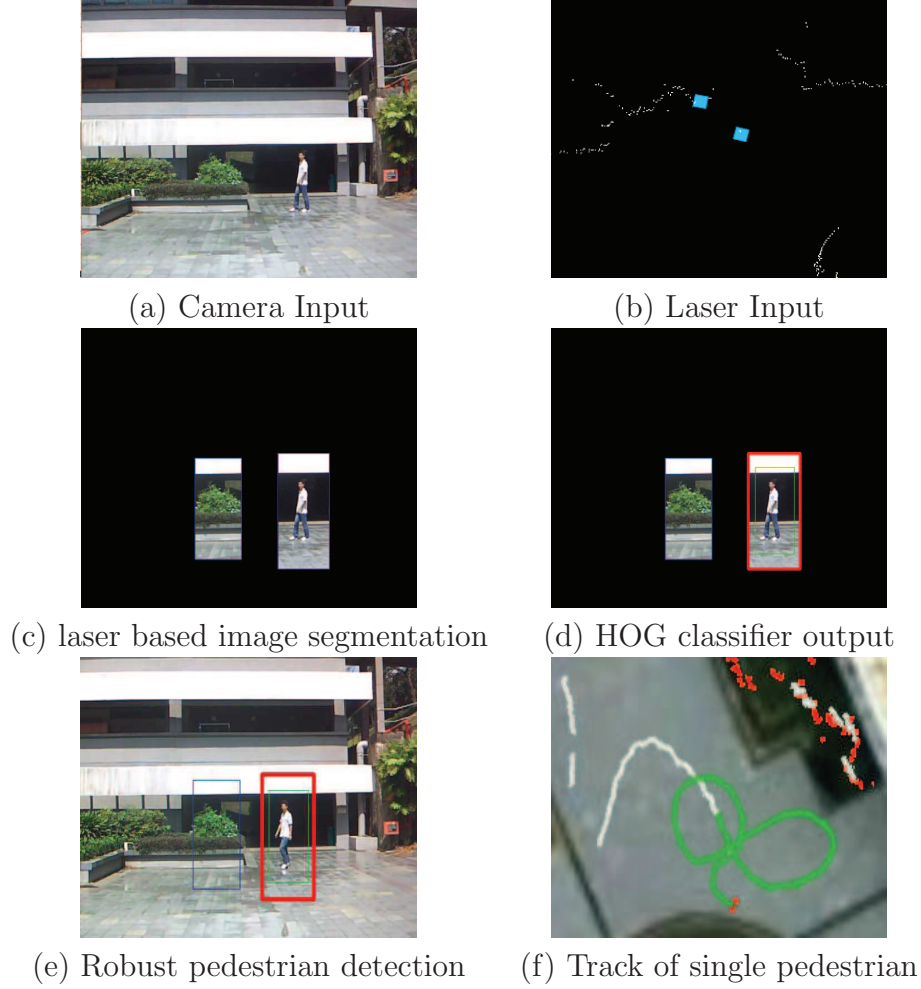 (a) Camera Input
(b) Laser Input
(c) laser based image segmentation
(d) HOG classifier output
(e) Robust pedestrian detection
(f) Track of single pedestrian